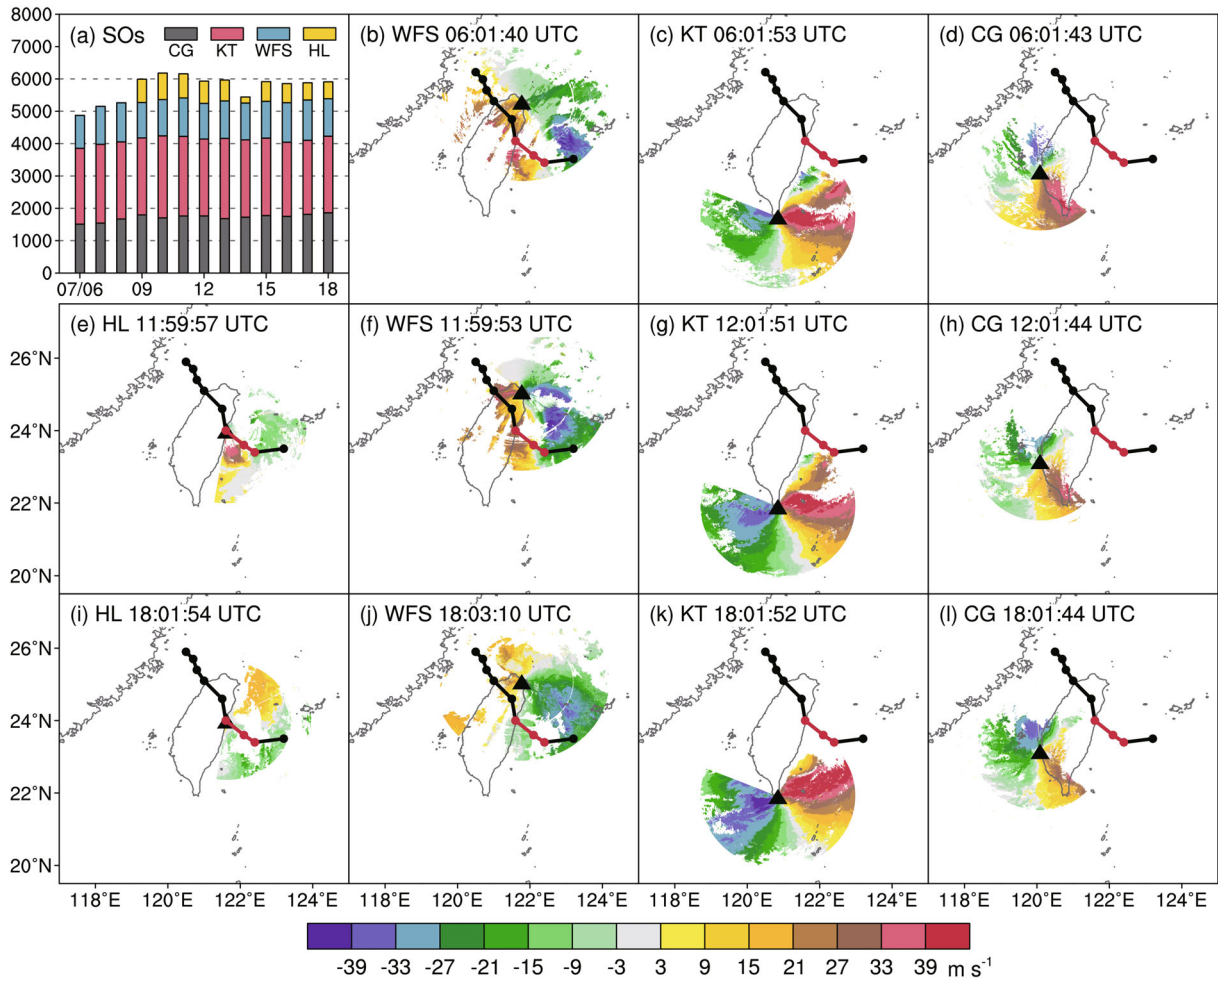 8000
7000
6000
5000
4000
3000
2000
1000
0
(a) SOs
CG KT WFS HL
07/06 09 12 15 18
(b) WFS 06:01:40 UTC
(c) KT 06:01:53 UTC
(d) CG 06:01:43 UTC
(e) HL 11:59:57 UTC
(f) WFS 11:59:53 UTC
(g) KT 12:01:51 UTC
(h) CG 12:01:44 UTC
26°N
24°N
22°N
20°N
(i) HL 18:01:54 UTC
(j) WFS 18:03:10 UTC
(k) KT 18:01:52 UTC
(l) CG 18:01:44 UTC
26°N
24°N
22°N
20°N
118°E 120°E 122°E 124°E 118°E 120°E 122°E 124°E 118°E 120°E 122°E 124°E 118°E 120°E 122°E 124°E
-39 -33 -27 -21 -15 -9 -3 3 9 15 21 27 33 39 m s⁻¹